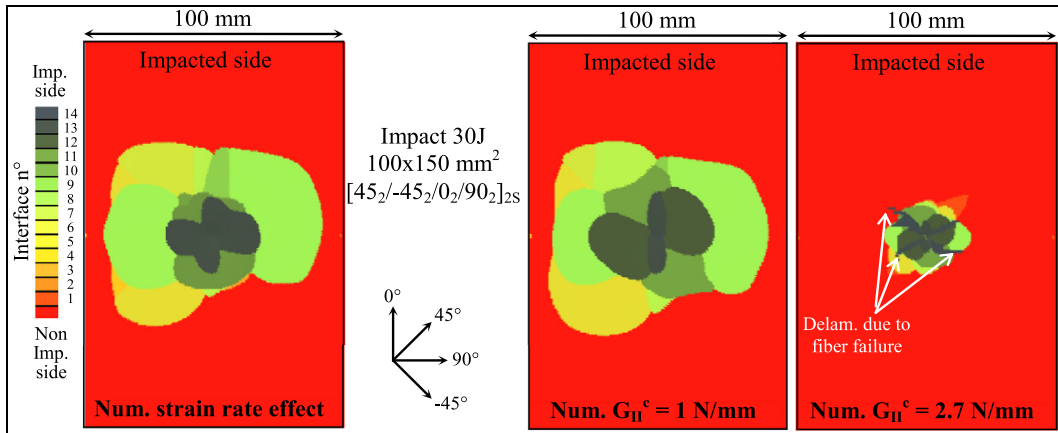 100 mm
100 mm
100 mm
Impacted side
Impacted side
Impacted side
Imp.
side
14
13
12
11
10
9
8
7
6
5
4
3
2
1
Interface n°
Non
Imp.
side
Impact 30J
100x150 mm²
[45₂/-45₂/0₂/90₂]₂S
0°
45°
90°
-45°
Delam. due to
fiber failure
Num. strain rate effect
Num. G_II^c = 1 N/mm
Num. G_II^c = 2.7 N/mm